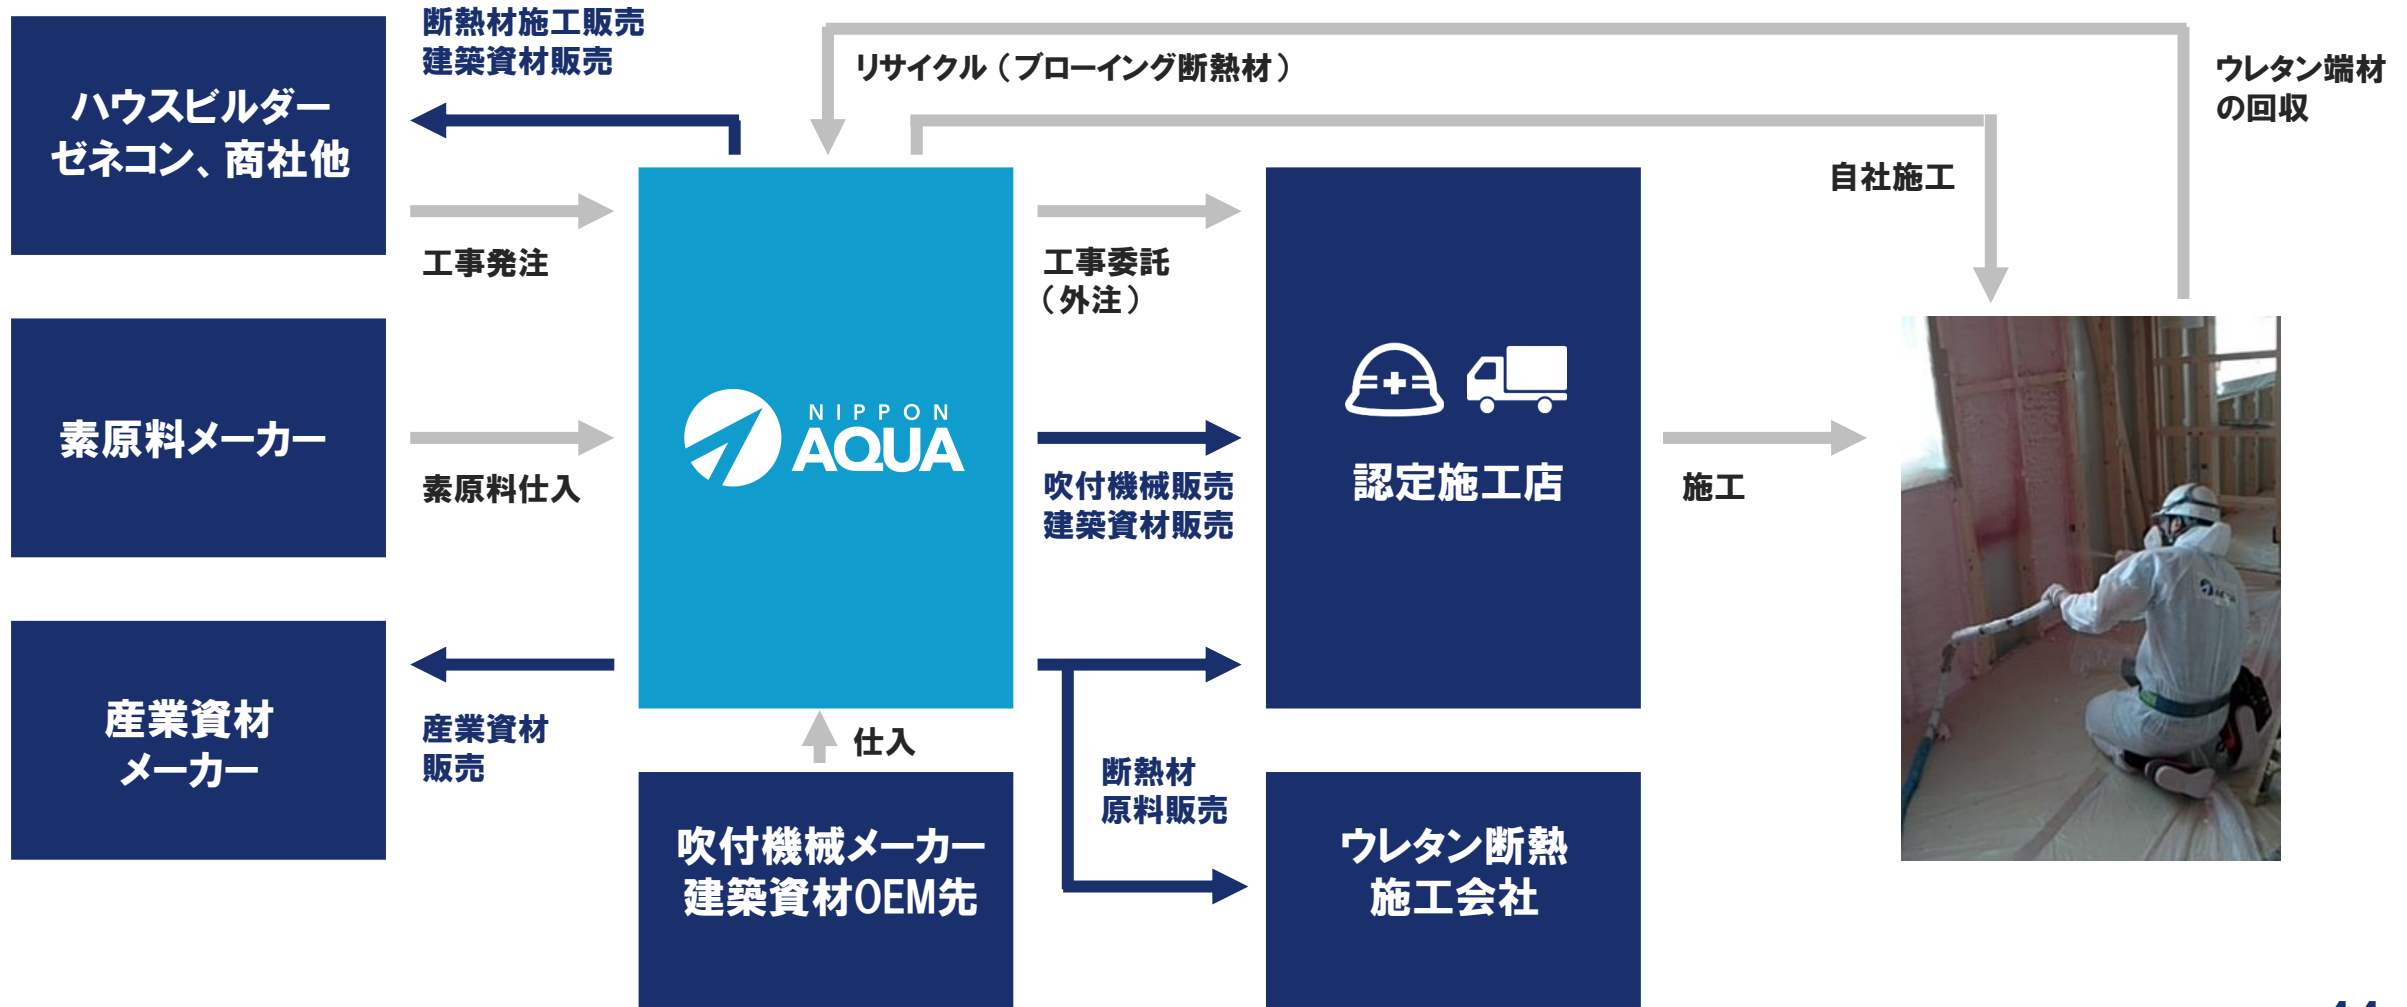 断熱材施工販売
建築資材販売
リサイクル（ブローイング断熱材）
ウレタン端材
の回収
ハウスビルダー
ゼネコン、商社他
自社施工
工事発注
工事委託
（外注）
素原料メーカー
素原料仕入
NIPPON
AQUA
吹付機械販売
建築資材販売
認定施工店
施工
産業資材
メーカー
産業資材
販売
仕入
断熱材
原料販売
吹付機械メーカー
建築資材OEM先
ウレタン断熱
施工会社